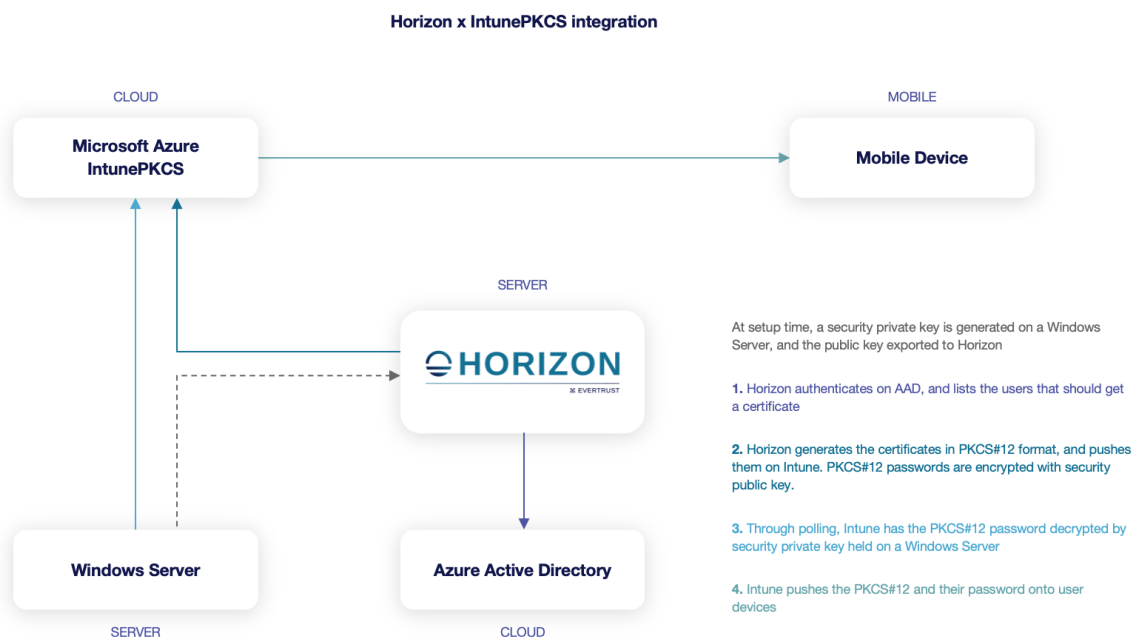 Horizon x IntunePKCS integration
CLOUD
MOBILE
Microsoft Azure
IntunePKCS
Mobile Device
SERVER
HORIZON
EVERTRUST
At setup time, a security private key is generated on a Windows
Server, and the public key exported to Horizon
1. Horizon authenticates on AAD, and lists the users that should get
a certificate
2. Horizon generates the certificates in PKCS#12 format, and pushes
them on Intune. PKCS#12 passwords are encrypted with security
public key.
3. Through polling, Intune has the PKCS#12 password decrypted by
security private key held on a Windows Server
4. Intune pushes the PKCS#12 and their password onto user
devices
Windows Server
Azure Active Directory
SERVER
CLOUD